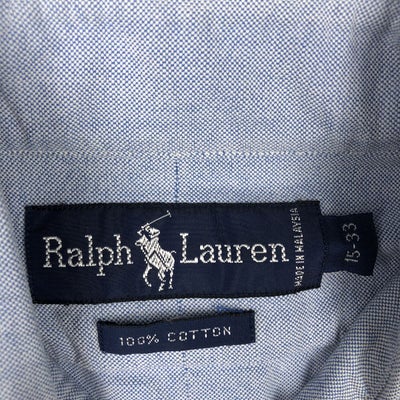 Ralph Lauren
MADE IN MALAYSIA
15-33
100% COTTON